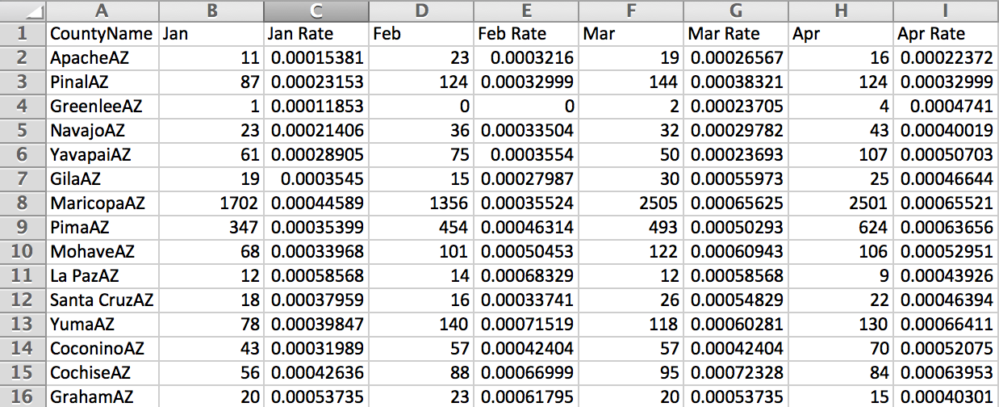 A B C D E F G H I
1 CountyName Jan Jan Rate Feb Feb Rate Mar Mar Rate Apr Apr Rate
2 ApacheAZ 11 0.00015381 23 0.0003216 19 0.00026567 16 0.00022372
3 PinalAZ 87 0.00023153 124 0.00032999 144 0.00038321 124 0.00032999
4 GreenleeAZ 1 0.00011853 0 0 2 0.00023705 4 0.0004741
5 NavajoAZ 23 0.00021406 36 0.00033504 32 0.00029782 43 0.00040019
6 YavapaiAZ 61 0.00028905 75 0.0003554 50 0.00023693 107 0.00050703
7 GilaAZ 19 0.0003545 15 0.00027987 30 0.00055973 25 0.00046644
8 MaricopaAZ 1702 0.00044589 1356 0.00035524 2505 0.00065625 2501 0.00065521
9 PimaAZ 347 0.00035399 454 0.00046314 493 0.00050293 624 0.00063656
10 MohaveAZ 68 0.00033968 101 0.00050453 122 0.00060943 106 0.00052951
11 La PazAZ 12 0.00058568 14 0.00068329 12 0.00058568 9 0.00043926
12 Santa CruzAZ 18 0.00037959 16 0.00033741 26 0.00054829 22 0.00046394
13 YumaAZ 78 0.00039847 140 0.00071519 118 0.00060281 130 0.00066411
14 CoconinoAZ 43 0.00031989 57 0.00042404 57 0.00042404 70 0.00052075
15 CochiseAZ 56 0.00042636 88 0.00066999 95 0.00072328 84 0.00063953
16 GrahamAZ 20 0.00053735 23 0.00061795 20 0.00053735 15 0.00040301